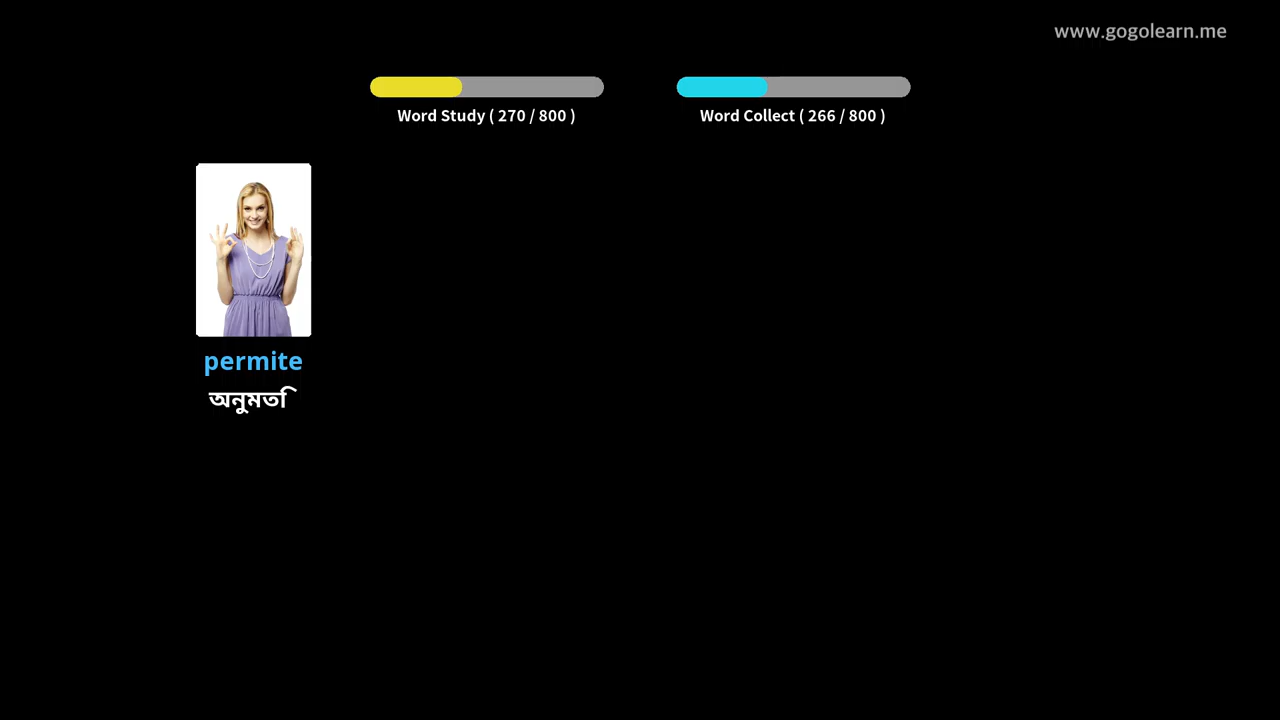 www.gogolearn.me
Word Study ( 270 / 800 )
Word Collect ( 266 / 800 )
permite
অনুমতি